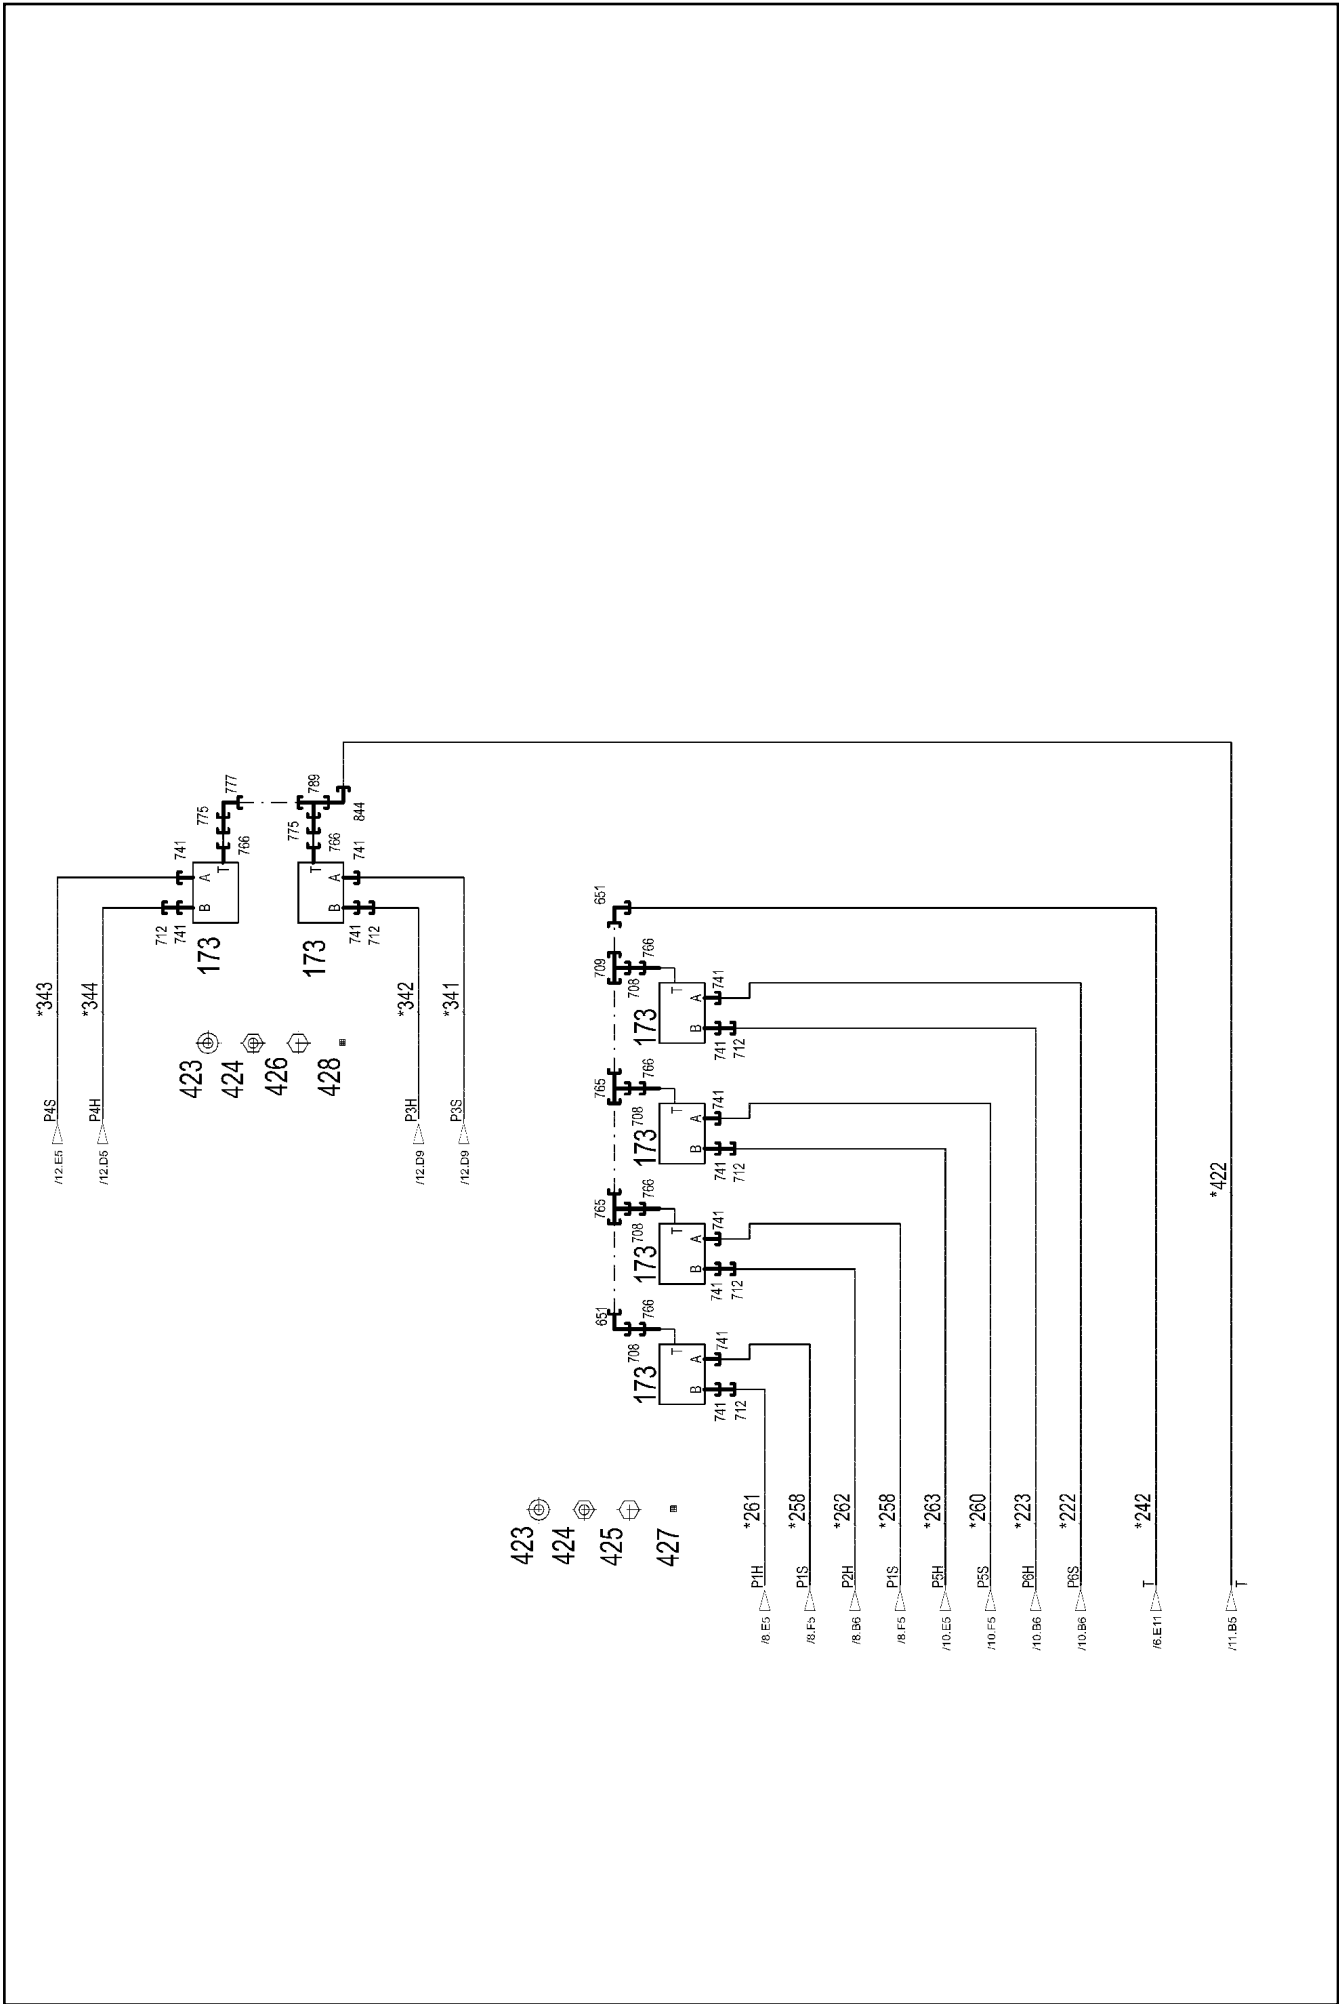 /12.E5
P4S
*343
/12.D5
P4H
*344
712
741
741
B
A
T
173
766
775
777
423
424
426
428
173
B
A
T
775
766
789
741
712
741
844
/12.D9
P3H
*342
/12.D9
P3S
*341
423
424
425
427
651
708
766
173
T
B
A
741
712
741
765
708
766
173
T
B
A
741
712
741
765
708
766
173
T
B
A
741
712
741
709
708
766
173
T
B
A
741
712
741
651
/8.E5
P1H
*261
/8.F5
P1S
*258
/8.B6
P2H
*262
/8.F5
P1S
*258
/10.E5
P5H
*263
/10.F5
P5S
*260
/10.B6
P6H
*223
/10.B6
P6S
*222
/6.E11
T
*242
/11.B5
T
*422